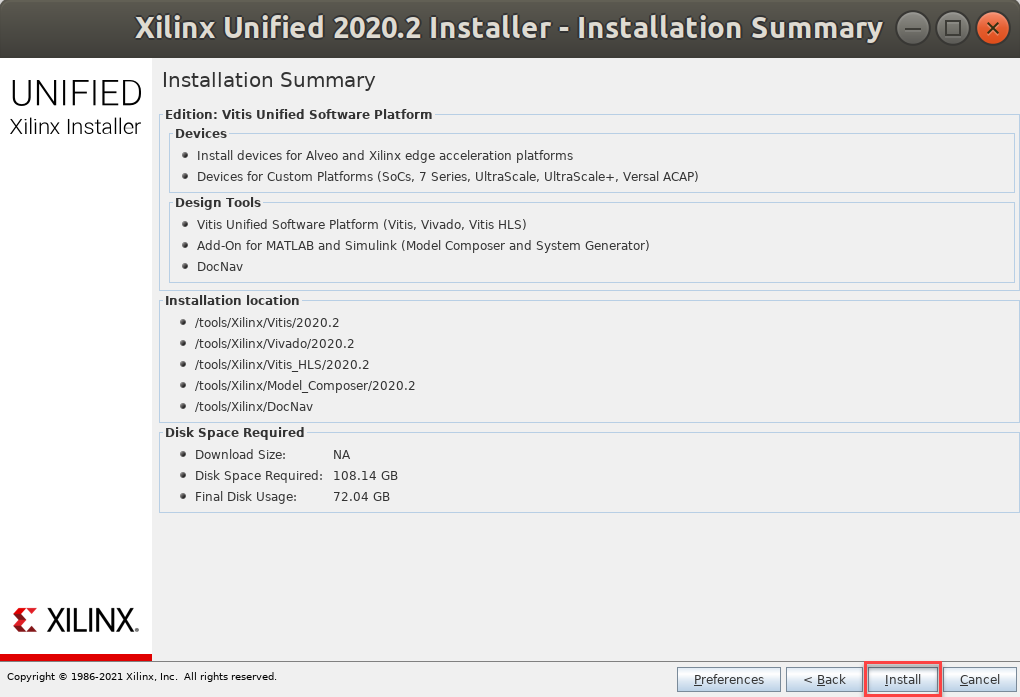 Xilinx Unified 2020.2 Installer - Installation Summary
UNIFIED
Xilinx Installer
Installation Summary
Edition: Vitis Unified Software Platform
Devices
Install devices for Alveo and Xilinx edge acceleration platforms
Devices for Custom Platforms (SoCs, 7 Series, UltraScale, UltraScale+, Versal ACAP)
Design Tools
Vitis Unified Software Platform (Vitis, Vivado, Vitis HLS)
Add-On for MATLAB and Simulink (Model Composer and System Generator)
DocNav
Installation location
/tools/Xilinx/Vitis/2020.2
/tools/Xilinx/Vivado/2020.2
/tools/Xilinx/Vitis_HLS/2020.2
/tools/Xilinx/Model_Composer/2020.2
/tools/Xilinx/DocNav
Disk Space Required
Download Size: NA
Disk Space Required: 108.14 GB
Final Disk Usage: 72.04 GB
XILINX.
Copyright © 1986-2021 Xilinx, Inc. All rights reserved.
Preferences < Back Install Cancel